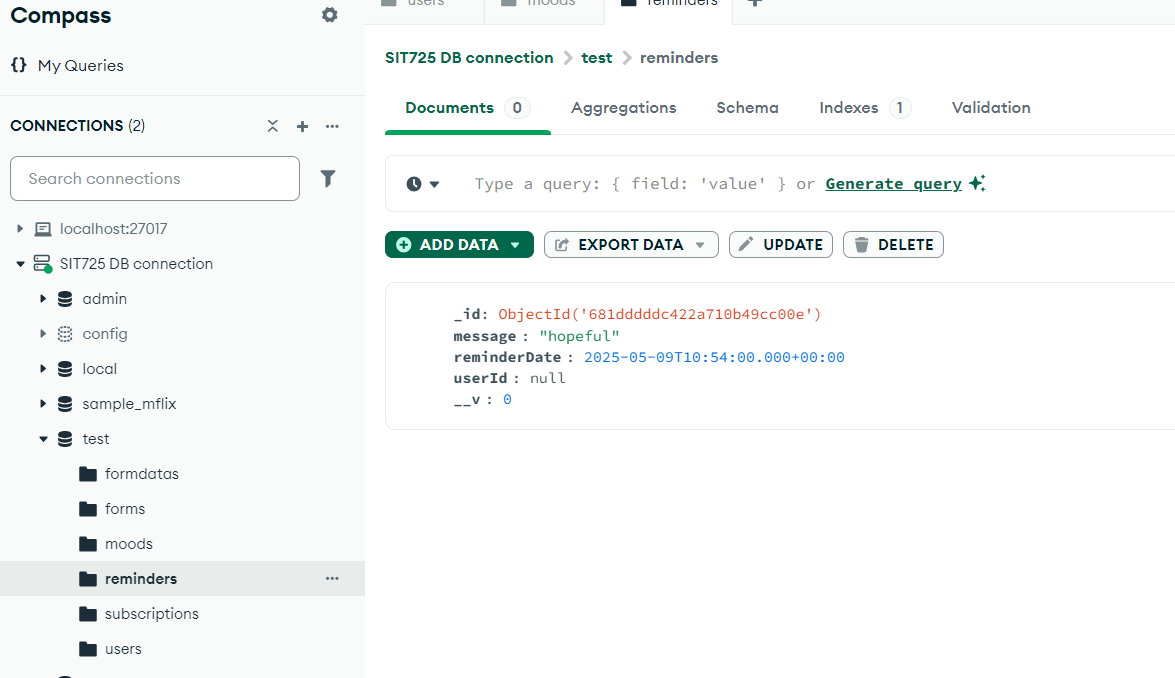 Compass
My Queries
CONNECTIONS (2)
Search connections
localhost:27017
SIT725 DB connection
admin
config
local
sample_mflix
test
formdatas
forms
moods
reminders
subscriptions
users
users
moods
reminders
SIT725 DB connection > test > reminders
Documents 0 Aggregations Schema Indexes 1 Validation
Type a query: { field: 'value' } or Generate query
ADD DATA EXPORT DATA UPDATE DELETE
_id: ObjectId('681dddddc422a710b49cc00e')
message : "hopeful"
reminderDate : 2025-05-09T10:54:00.000+00:00
userId : null
__v : 0